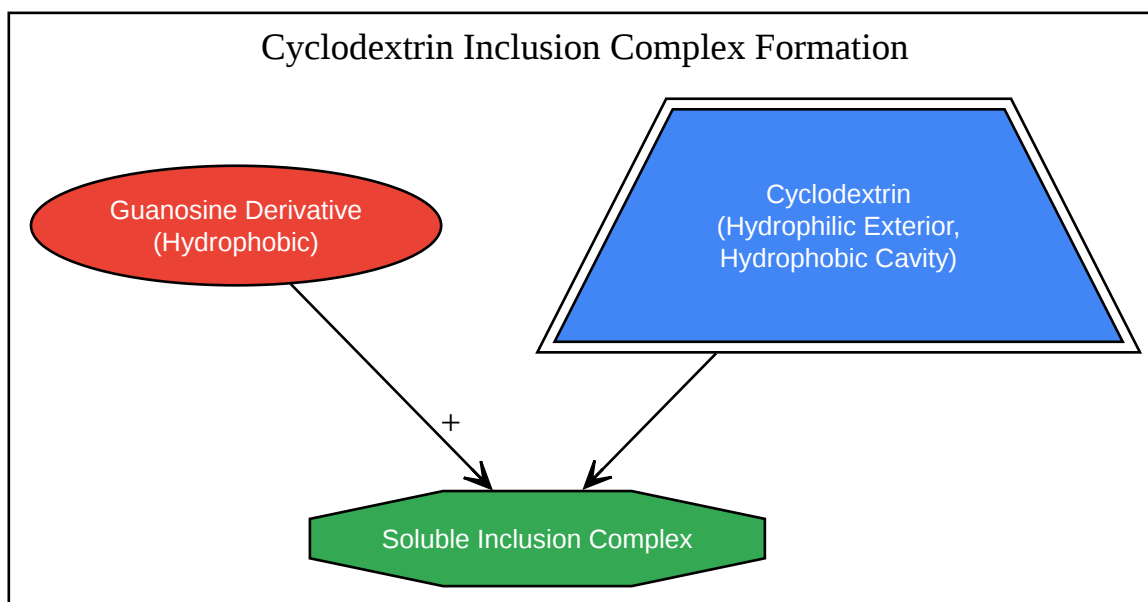 Cyclodextrin Inclusion Complex Formation
Guanosine Derivative
(Hydrophobic)
Cyclodextrin
(Hydrophilic Exterior,
Hydrophobic Cavity)
+
Soluble Inclusion Complex